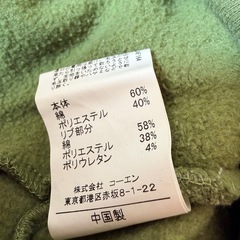 本体
綿
60%
ポリエステル
40%
リブ部分
綿
58%
ポリエステル
38%
ポリウレタン
4%
株式会社 コーエン
東京都港区赤坂8-1-22
中国製